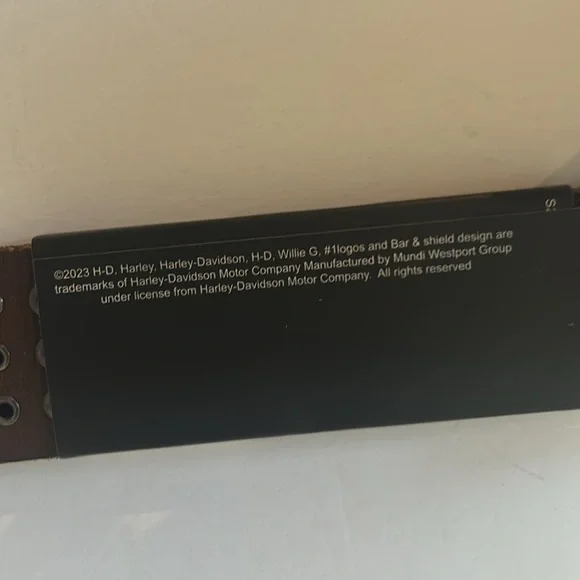 ©2023 H-D, Harley, Harley-Davidson, H-D, Willie G, #1logos and Bar & shield design are
trademarks of Harley-Davidson Motor Company Manufactured by Mundi Westport Group
under license from Harley-Davidson Motor Company. All rights reserved